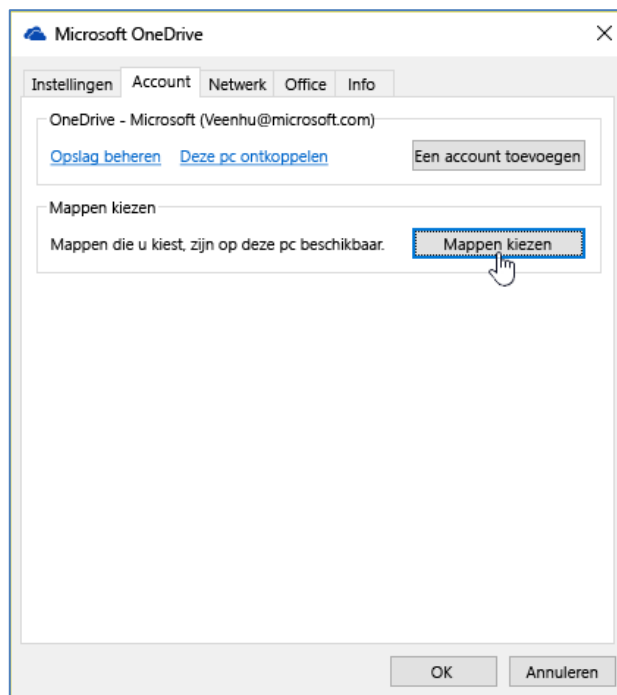 Microsoft OneDrive
Instellingen Account Netwerk Office Info
OneDrive - Microsoft (Veenhu@microsoft.com)
Opslag beheren Deze pc ontkoppelen Een account toevoegen
Mappen kiezen
Mappen die u kiest, zijn op deze pc beschikbaar. Mappen kiezen
OK Annuleren